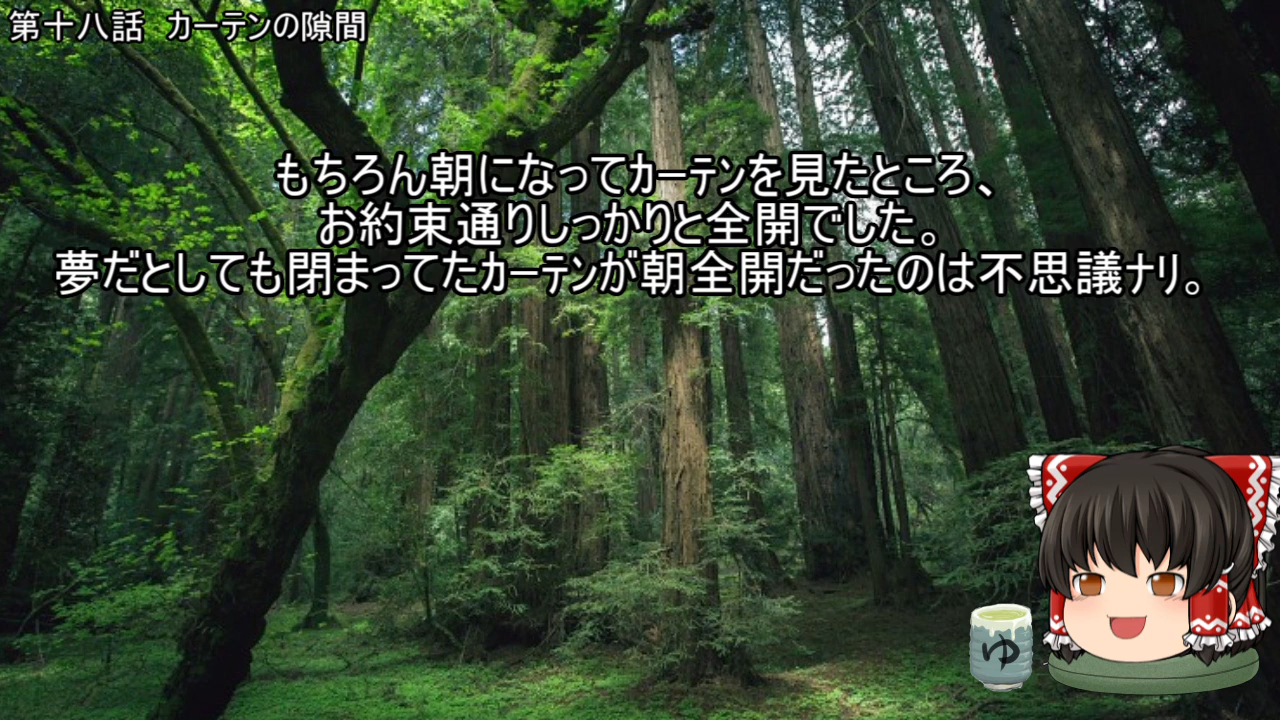 第十八話　カーテンの隙間
もちろん朝になってカーテンを見たところ、
お約束通りしっかりと全開でした。
夢だとしても閉まってたカーテンが朝全開だったのは不思議ナリ。
ゆ